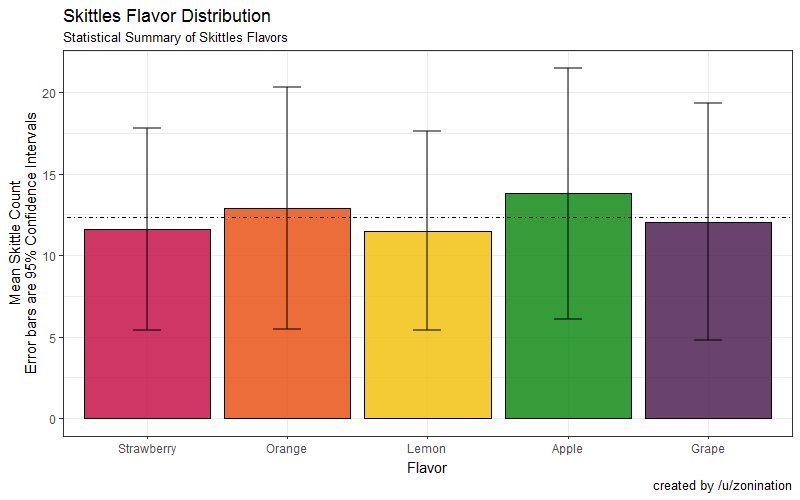 Skittles Flavor Distribution
Statistical Summary of Skittles Flavors
Mean Skittle Count
Error bars are 95% Confidence Intervals
20
15
10
5
0
Strawberry Orange Lemon Apple Grape
Flavor
created by /u/zonination